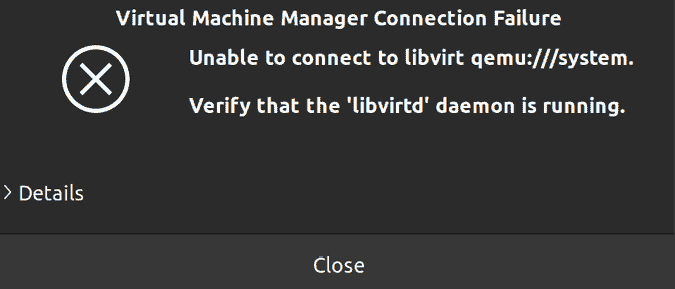 Virtual Machine Manager Connection Failure
Unable to connect to libvirt qemu:///system.
Verify that the 'libvirtd' daemon is running.
Details
Close